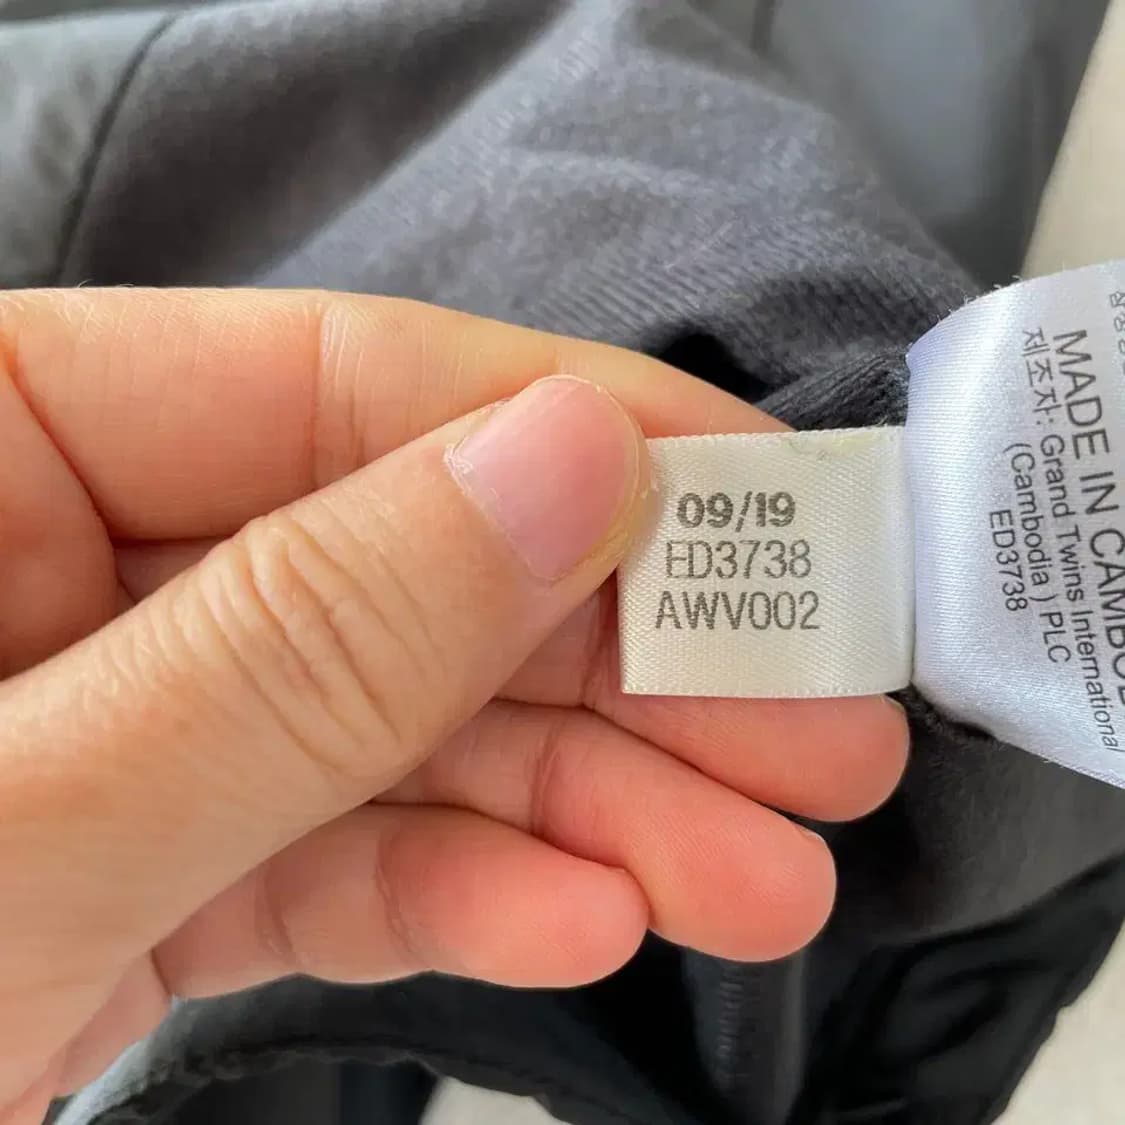 09/19
ED3738
AWV002
MADE IN CAMBO
제조자: Grand Twins International
(Cambodia ) PLC
ED3738